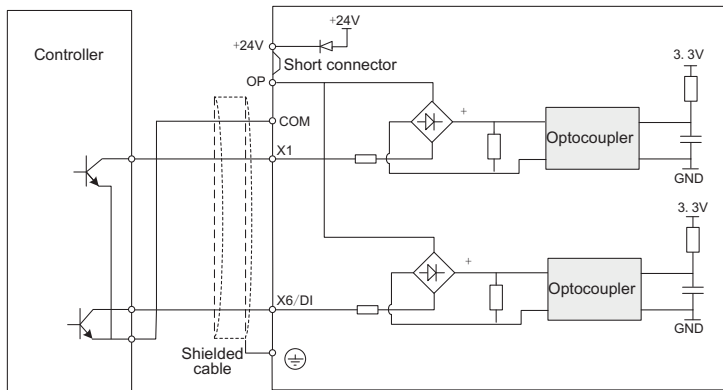 +24V
+24V
Controller
Short connector
3. 3V
OP
+
COM
Optocoupler
X1
GND
3. 3V
+
X6/DI
Optocoupler
GND
Shielded
cable